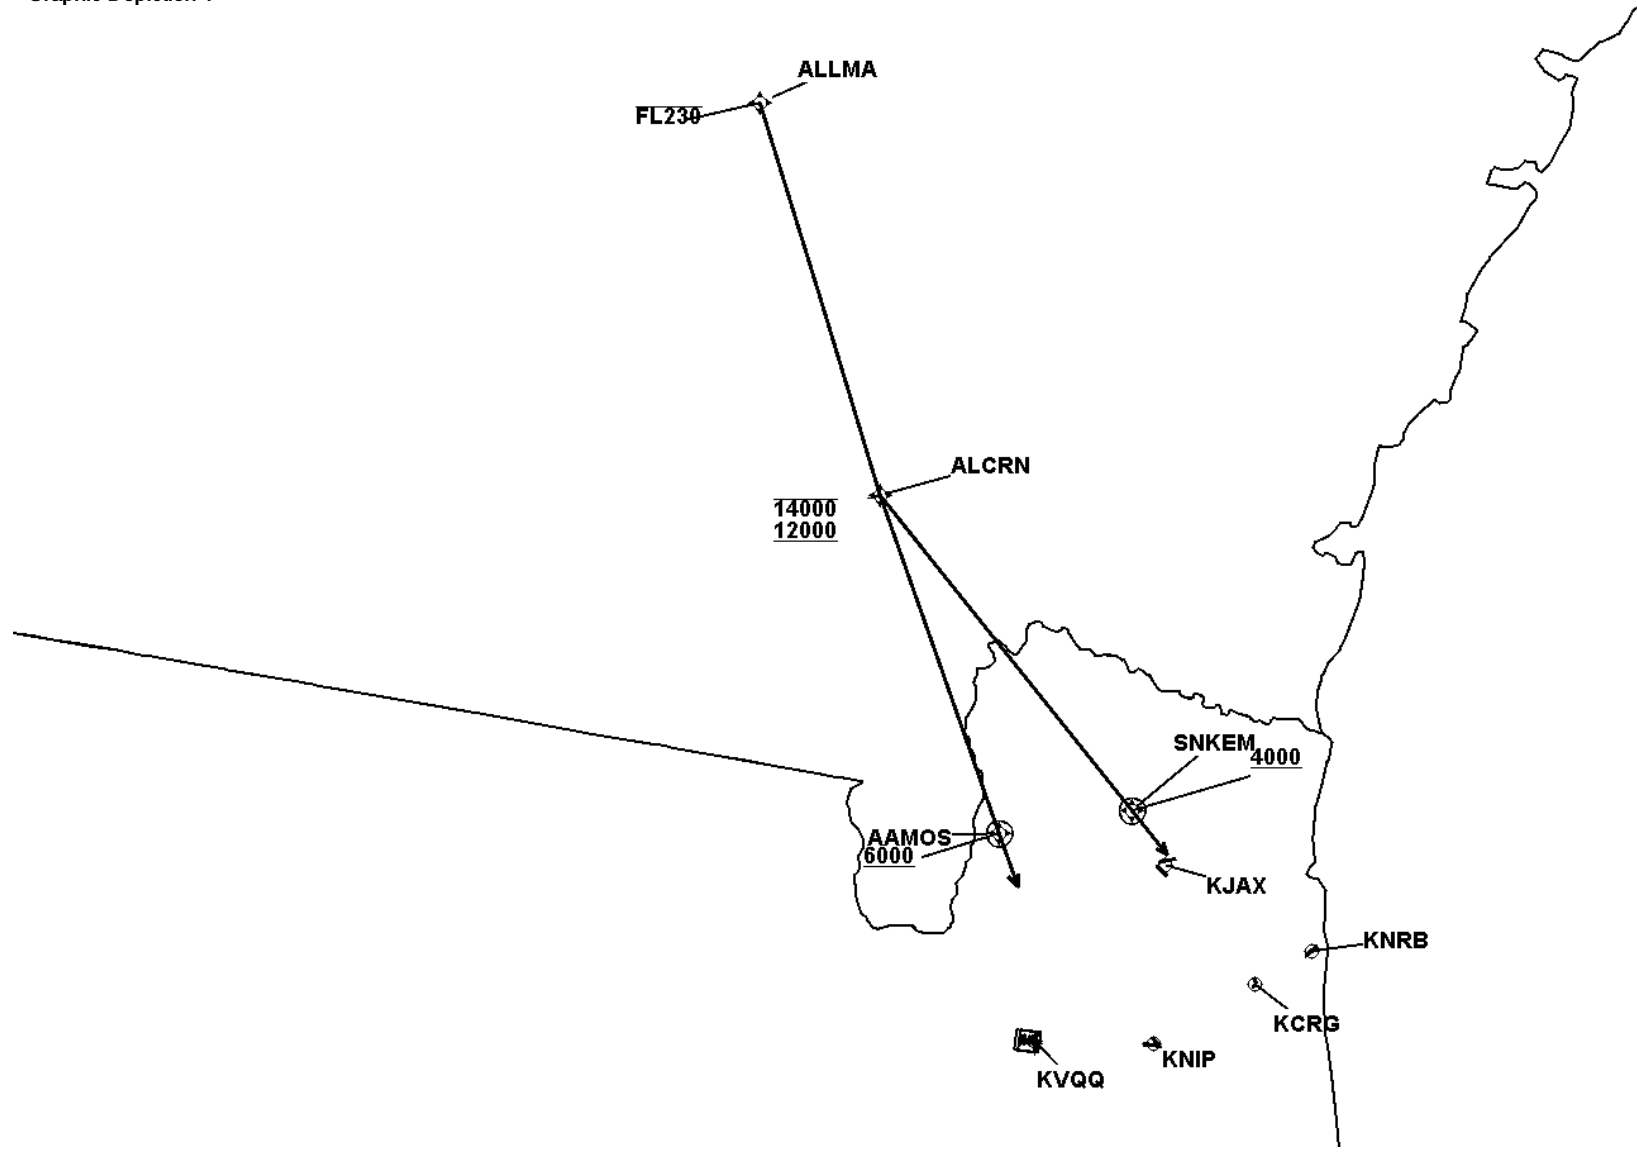 ALLMA
FL230
ALCRN
14000
12000
SNKEM
4000
AAMOS
6000
KJAX
KNRB
KCRG
KNIP
KVQQ